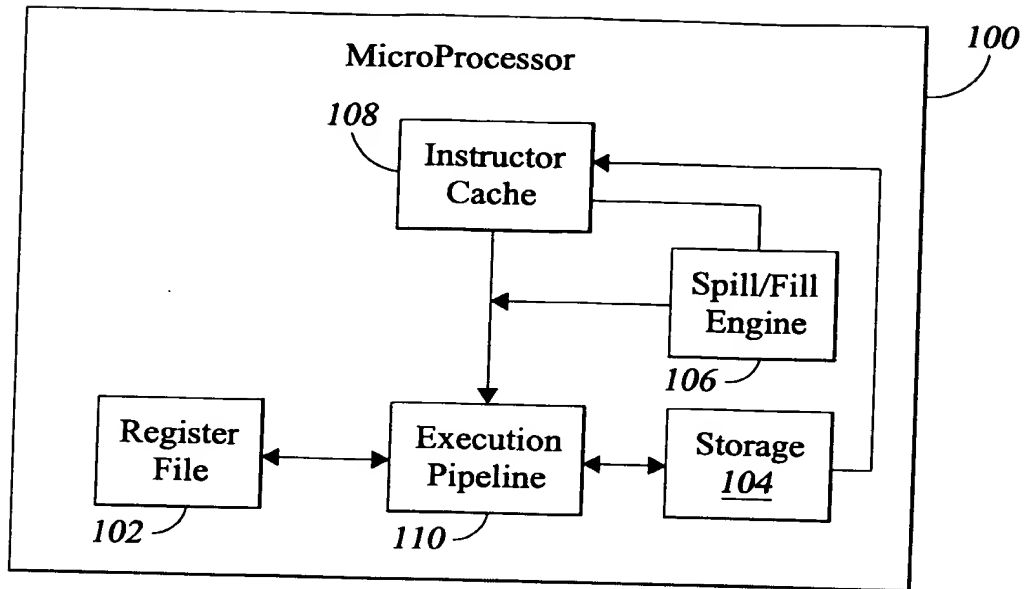 MicroProcessor
100
108
Instructor
Cache
Spill/Fill
Engine
106
Register
File
102
Execution
Pipeline
110
Storage
104